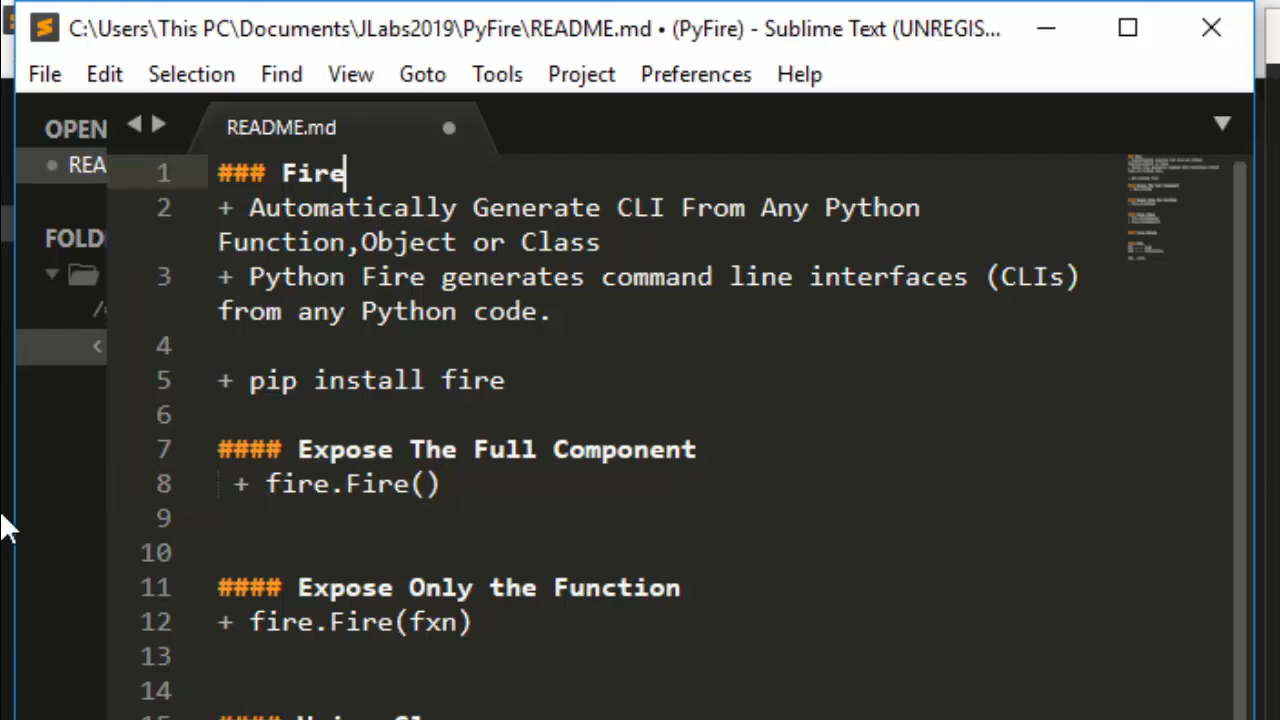 C:\Users\This PC\Documents\JLabs2019\PyFire\README.md • (PyFire) - Sublime Text (UNREGIS...
File Edit Selection Find View Goto Tools Project Preferences Help
OPEN
README.md
REA
FOLD
1 ### Fire
2 + Automatically Generate CLI From Any Python
Function,Object or Class
3 + Python Fire generates command line interfaces (CLIs)
from any Python code.
4
5 + pip install fire
6
7 #### Expose The Full Component
8 + fire.Fire()
9
10
11 #### Expose Only the Function
12 + fire.Fire(fxn)
13
14